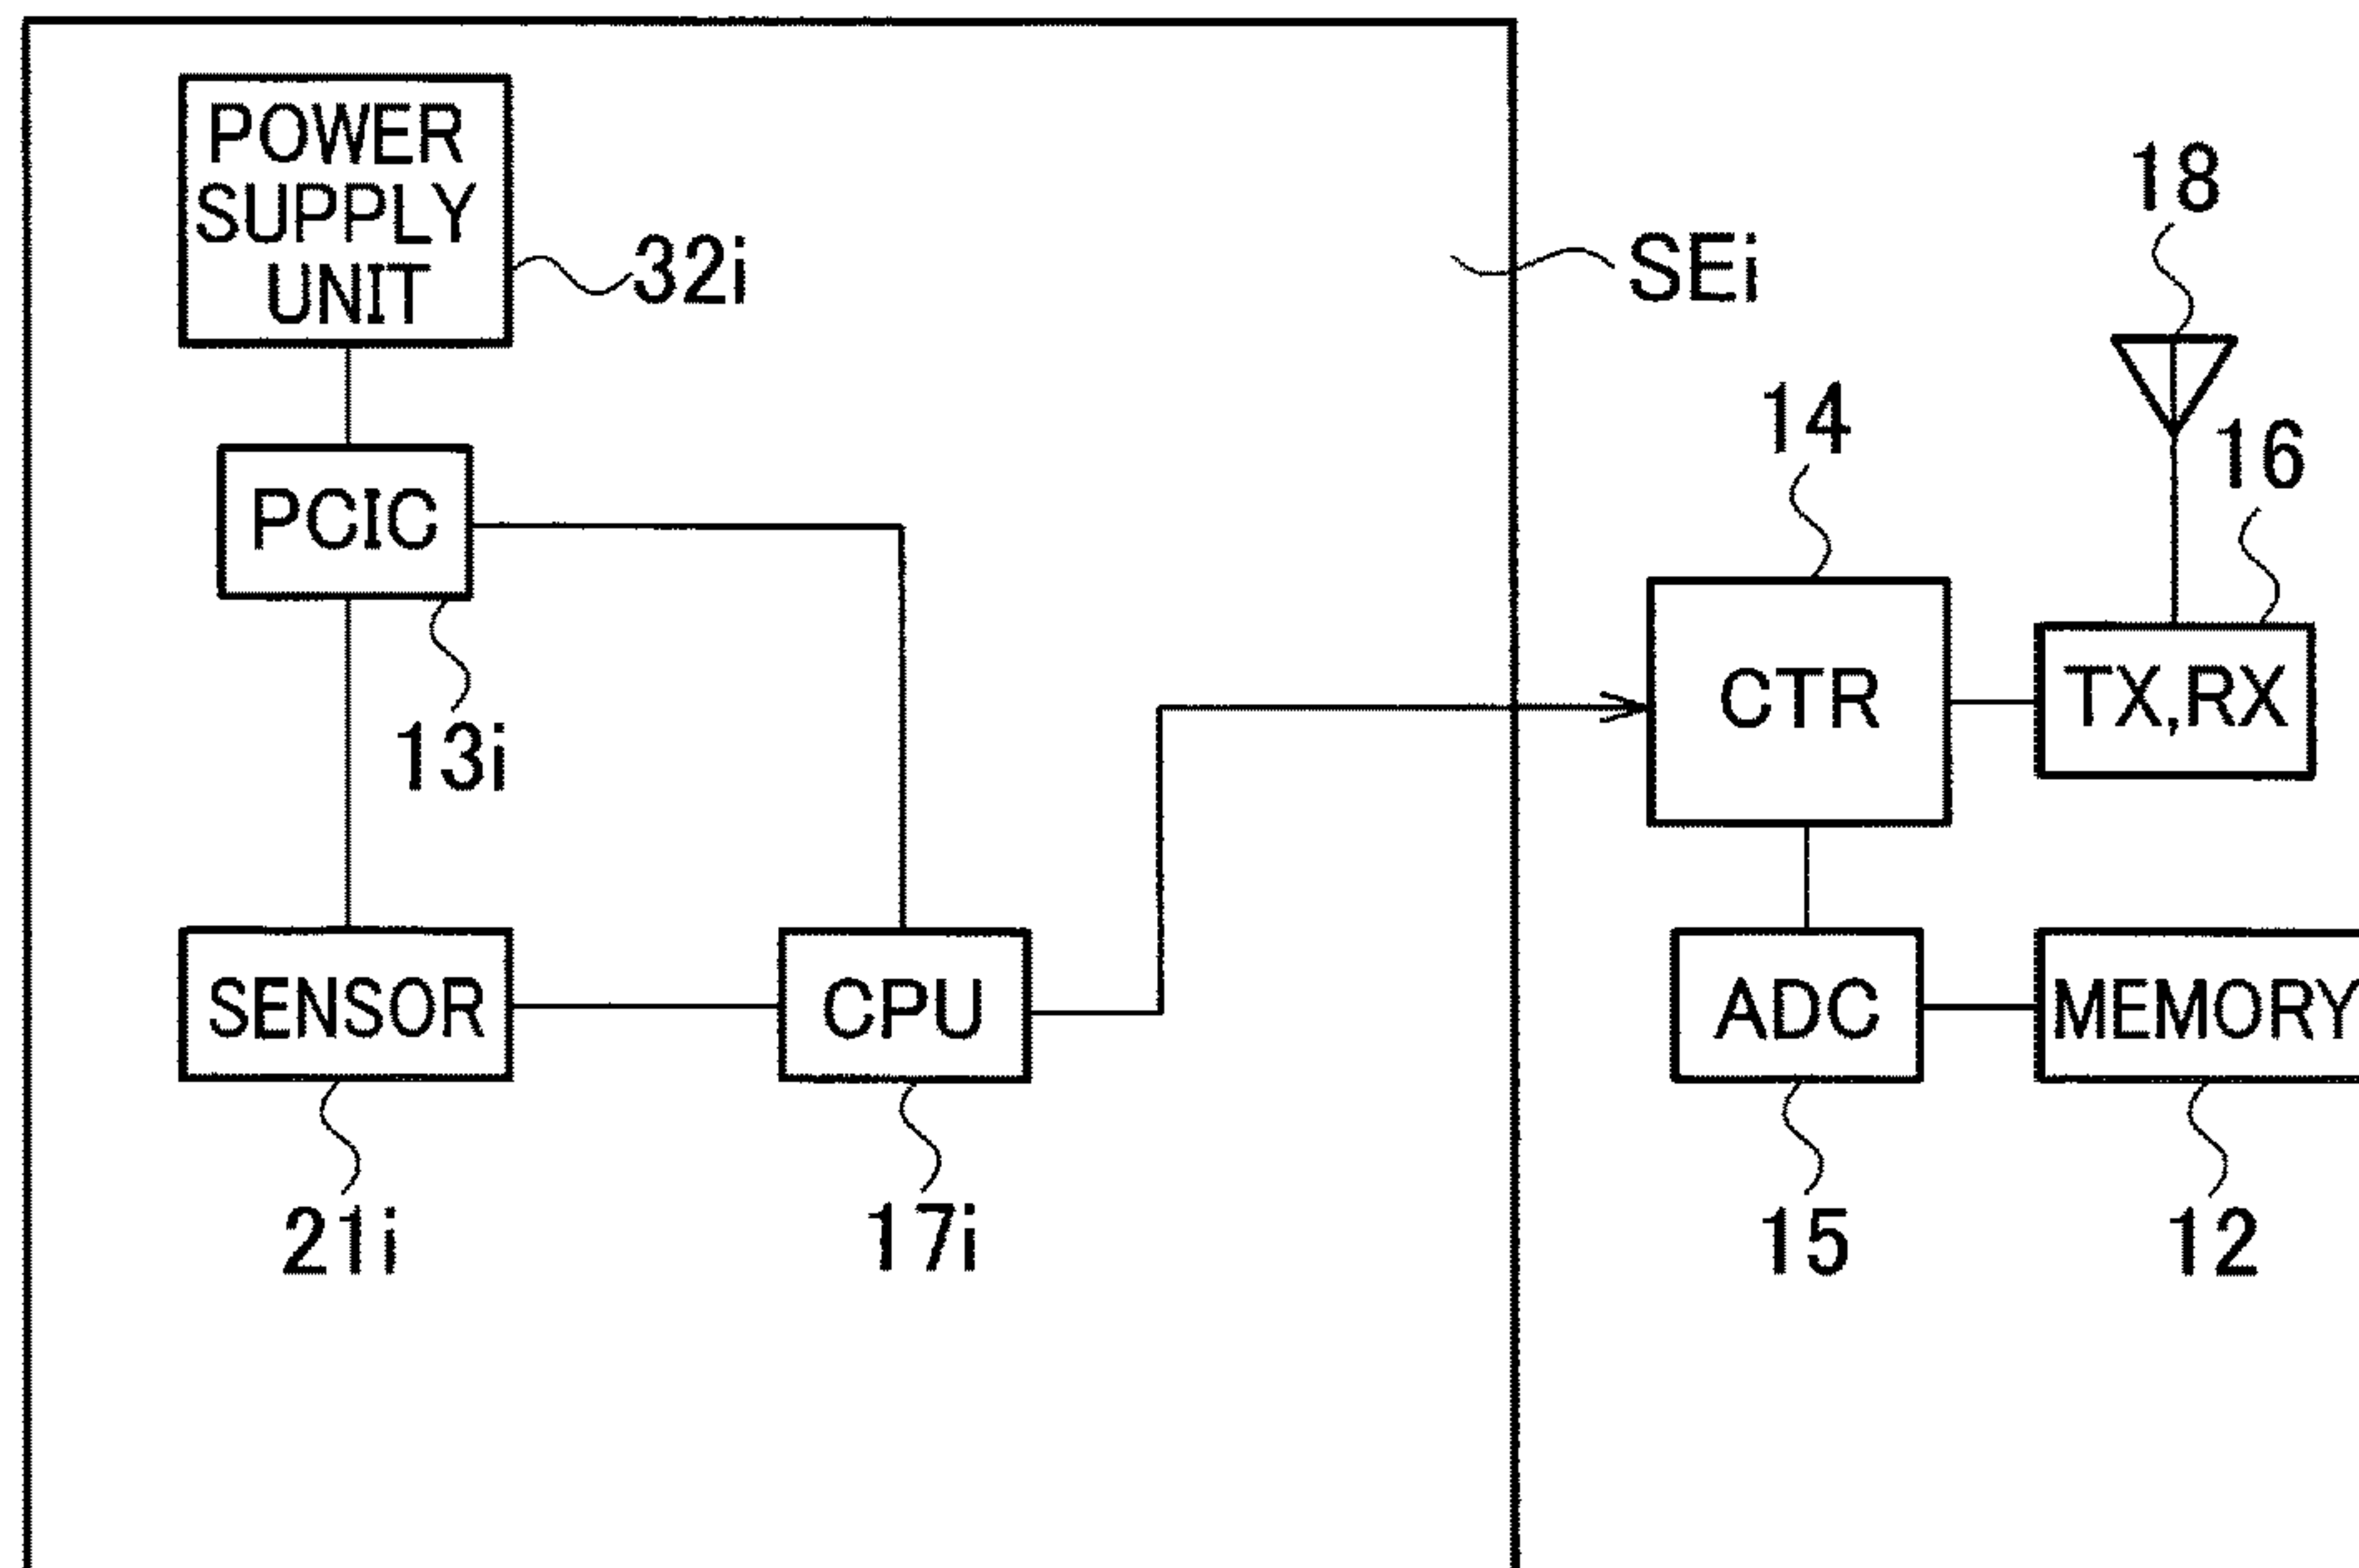 POWER
SUPPLY
UNIT
32i
SEi
18
14
16
PCIC
13i
CTR
TX,RX
SENSOR
CPU
ADC
MEMORY
21i
17i
15
12